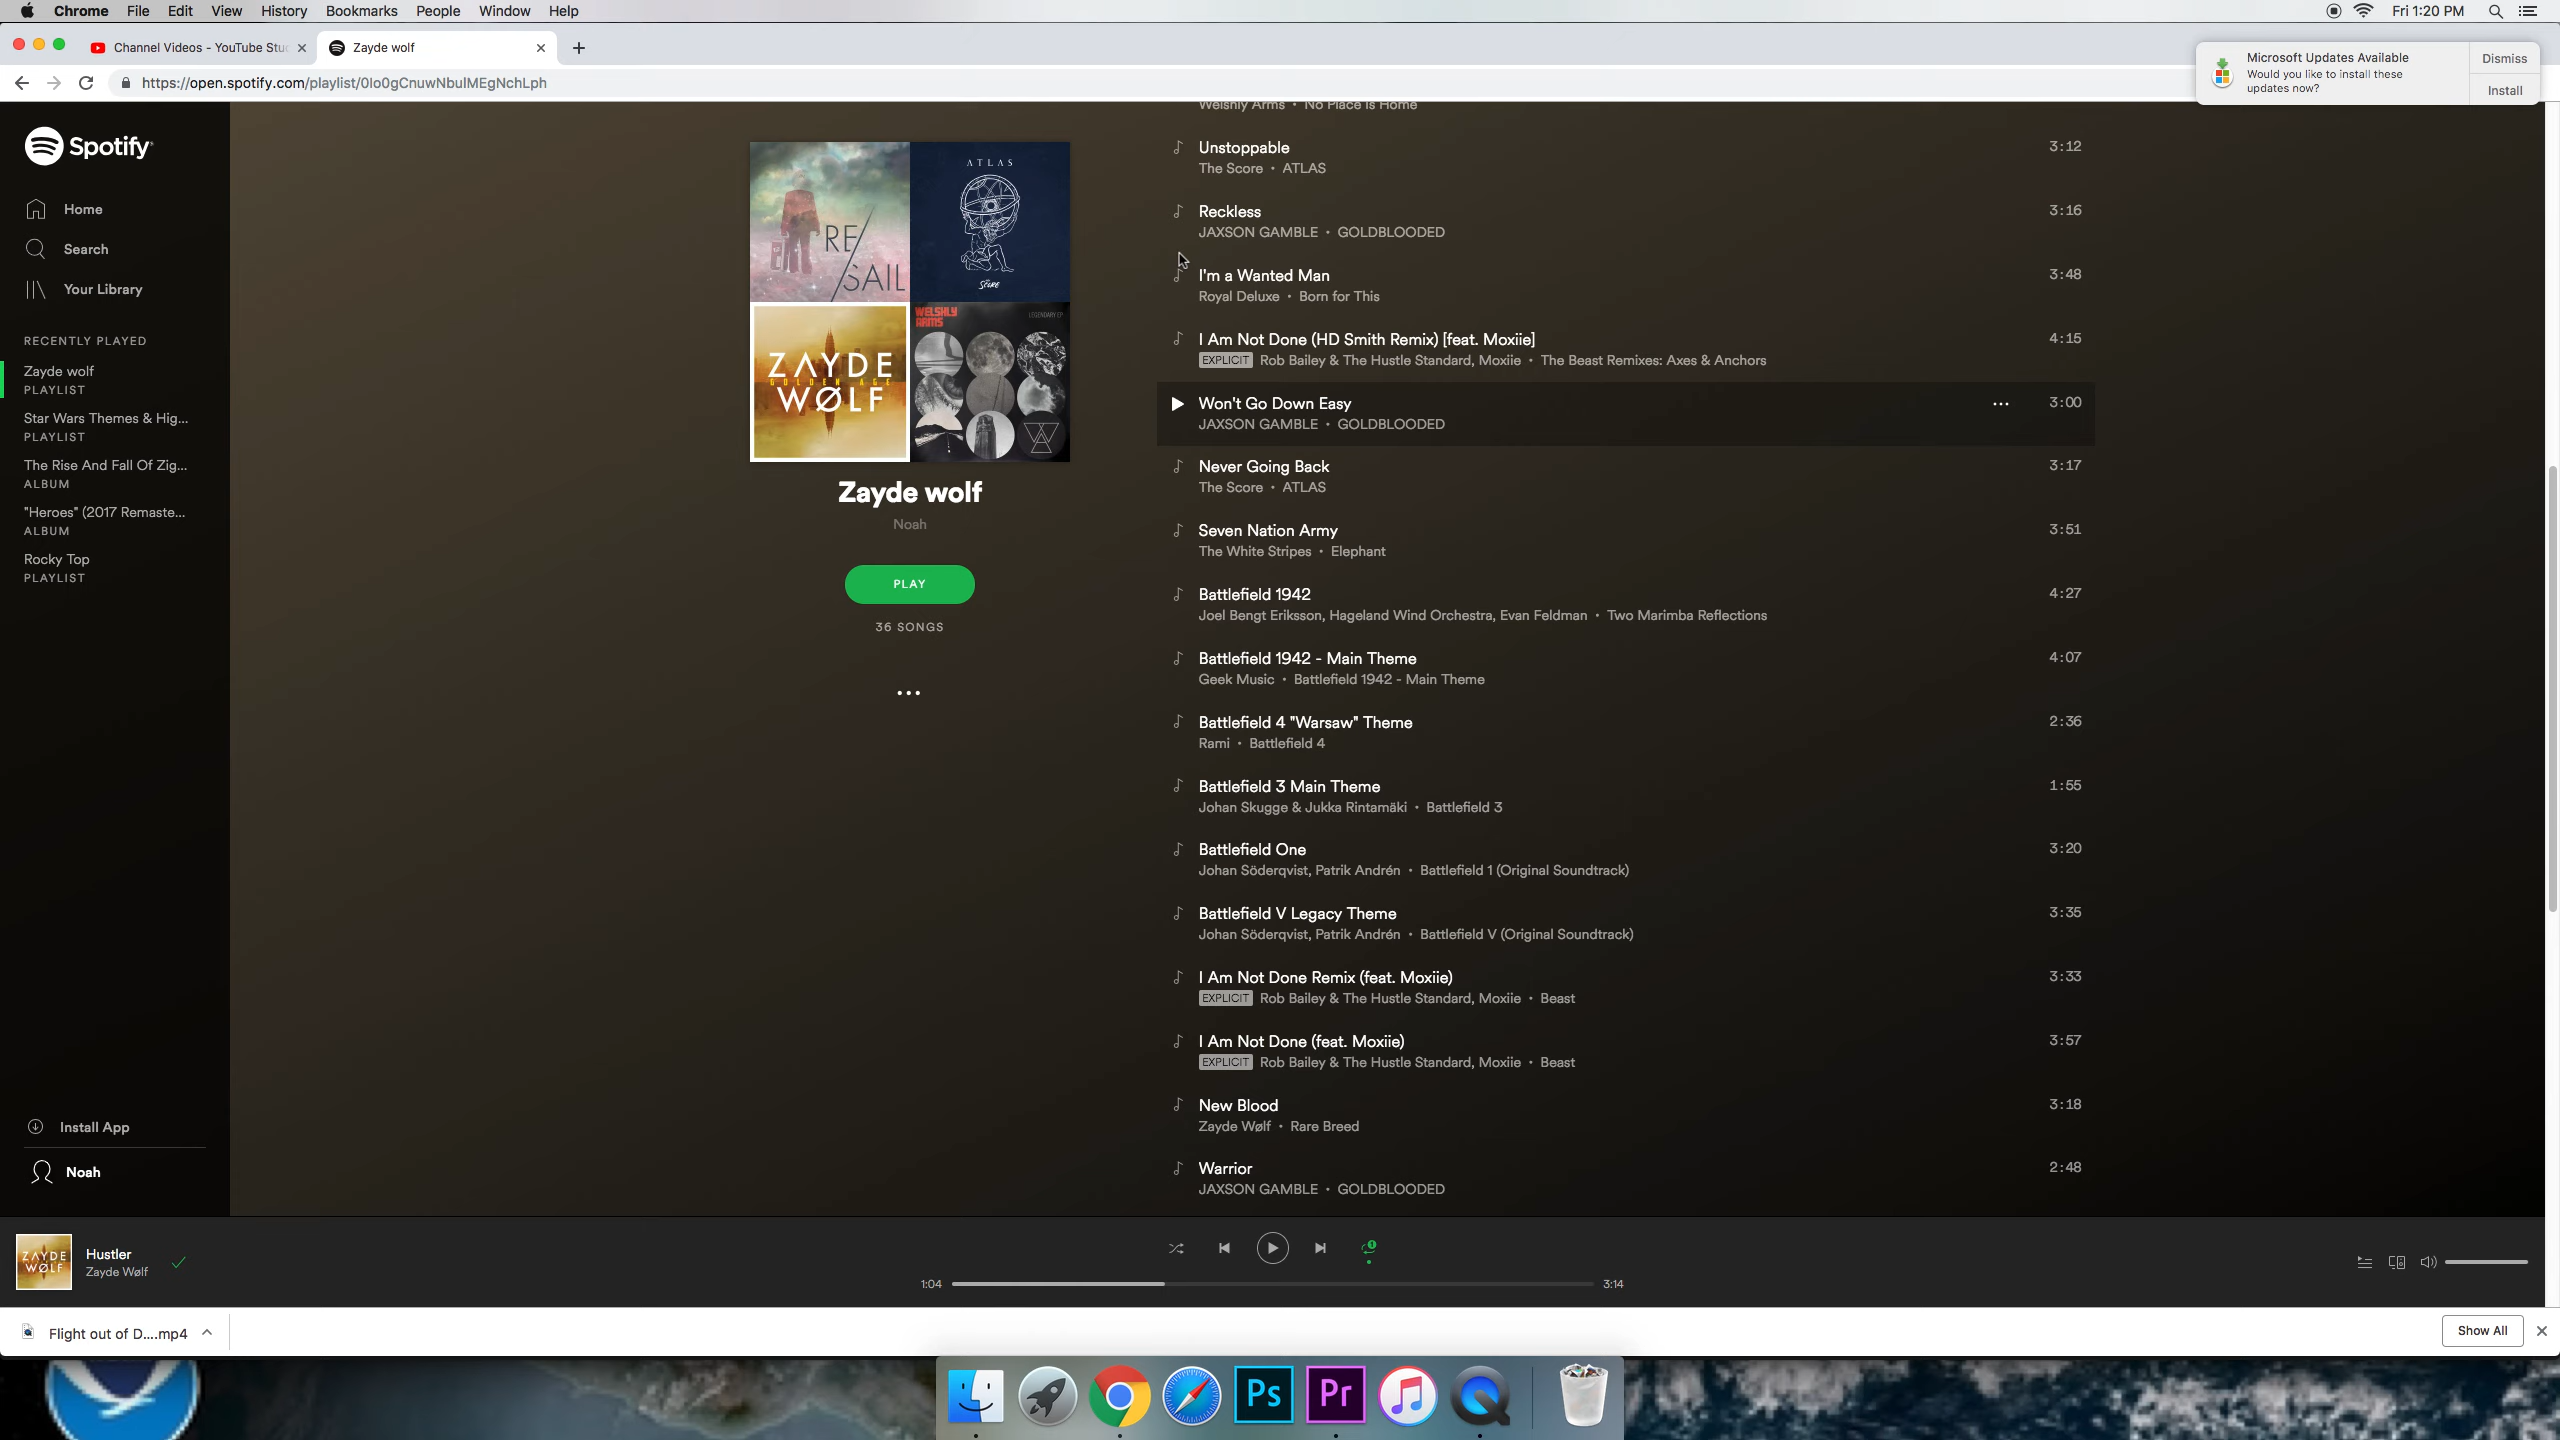 Chrome File Edit View History Bookmarks People Window Help
Fri 1:20 PM
Channel Videos - YouTube Stu
Zayde wolf
https://open.spotify.com/playlist/0lo0gCnuwNbulMEgNchLph
Microsoft Updates Available
Would you like to install these
updates now?
Dismiss
Install
Spotify
Home
Search
Your Library
RECENTLY PLAYED
Zayde wolf
PLAYLIST
Star Wars Themes & Hig...
PLAYLIST
The Rise And Fall Of Zig...
ALBUM
"Heroes" (2017 Remaste...
ALBUM
Rocky Top
PLAYLIST
Install App
Noah
RE/
SAIL
ATLAS
THE SCORE
ZAYDE
GOLDEN AGE
WØLF
WELSHLY
ARMS
LEGENDARY EP
Zayde wolf
Noah
PLAY
36 SONGS
Welshly Arms • No Place Is Home
Unstoppable 3:12
The Score • ATLAS
Reckless 3:16
JAXSON GAMBLE • GOLDBLOODED
I'm a Wanted Man 3:48
Royal Deluxe • Born for This
I Am Not Done (HD Smith Remix) [feat. Moxiie] 4:15
EXPLICIT Rob Bailey & The Hustle Standard, Moxiie • The Beast Remixes: Axes & Anchors
Won't Go Down Easy 3:00
JAXSON GAMBLE • GOLDBLOODED
Never Going Back 3:17
The Score • ATLAS
Seven Nation Army 3:51
The White Stripes • Elephant
Battlefield 1942 4:27
Joel Bengt Eriksson, Hageland Wind Orchestra, Evan Feldman • Two Marimba Reflections
Battlefield 1942 - Main Theme 4:07
Geek Music • Battlefield 1942 - Main Theme
Battlefield 4 "Warsaw" Theme 2:36
Rami • Battlefield 4
Battlefield 3 Main Theme 1:55
Johan Skugge & Jukka Rintamäki • Battlefield 3
Battlefield One 3:20
Johan Söderqvist, Patrik Andrén • Battlefield 1 (Original Soundtrack)
Battlefield V Legacy Theme 3:35
Johan Söderqvist, Patrik Andrén • Battlefield V (Original Soundtrack)
I Am Not Done Remix (feat. Moxiie) 3:33
EXPLICIT Rob Bailey & The Hustle Standard, Moxiie • Beast
I Am Not Done (feat. Moxiie) 3:57
EXPLICIT Rob Bailey & The Hustle Standard, Moxiie • Beast
New Blood 3:18
Zayde Wølf • Rare Breed
Warrior 2:48
JAXSON GAMBLE • GOLDBLOODED
ZAYDE
WØLF
Hustler
Zayde Wølf
1:04
3:14
Flight out of D....mp4
Show All
Ps
Pr